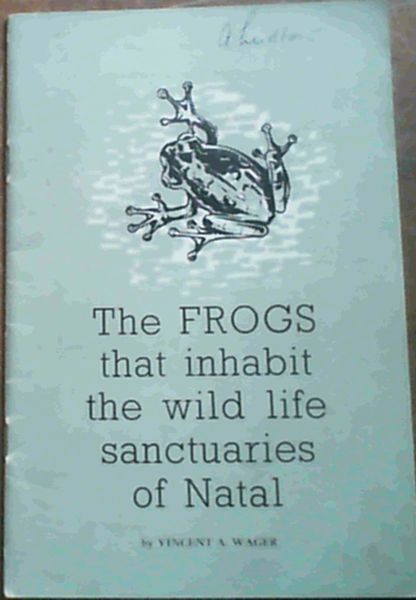 The FROGS
that inhabit
the wild life
sanctuaries
of Natal
by VINCENT A. WAGER